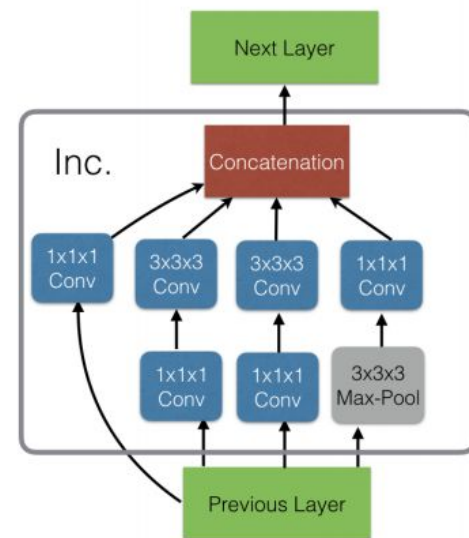 Next Layer
Inc.
Concatenation
1x1x1
Conv
3x3x3
Conv
3x3x3
Conv
1x1x1
Conv
1x1x1
Conv
1x1x1
Conv
3x3x3
Max-Pool
Previous Layer